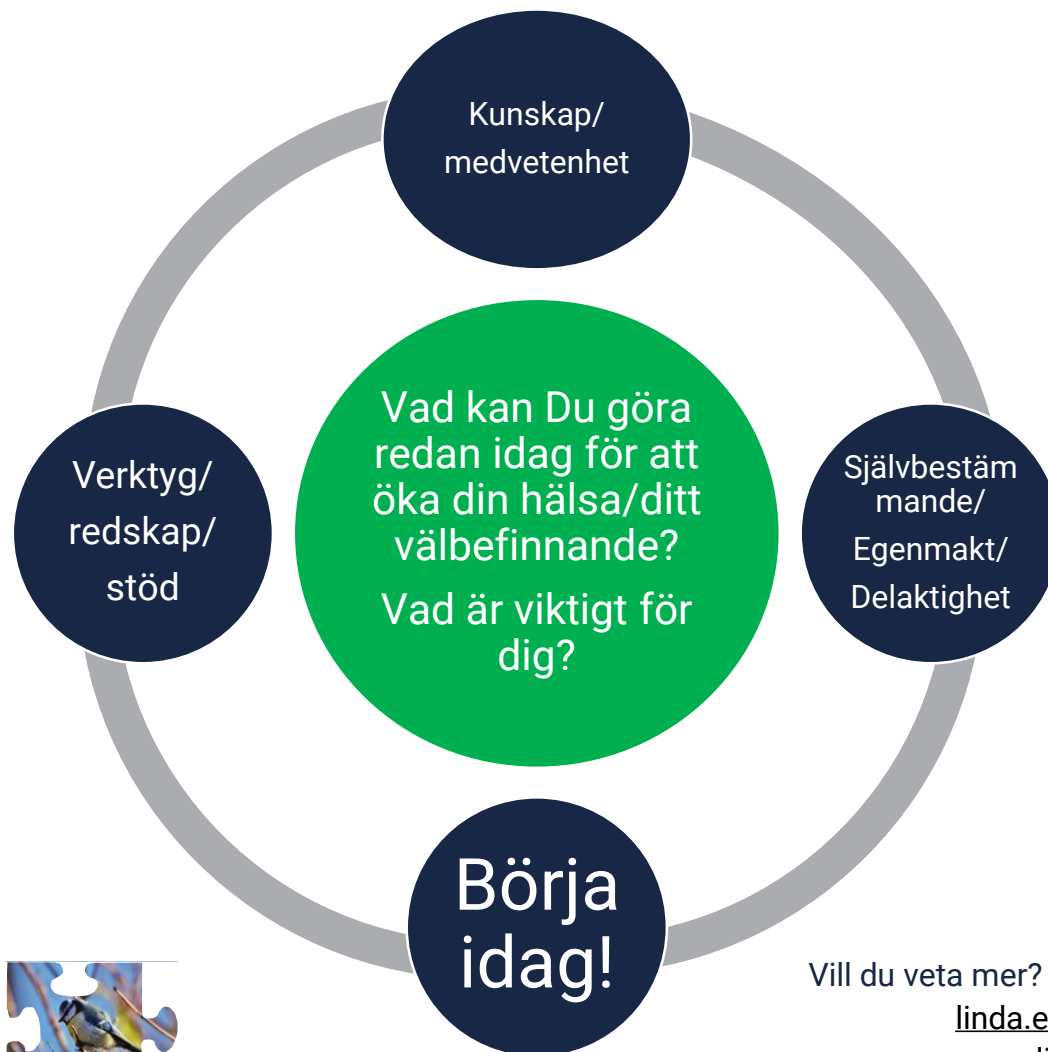 Kunskap/
medvetenhet
Vad kan Du göra
redan idag för att
öka din hälsa/ditt
välbefinnande?
Vad är viktigt för
dig?
Verktyg/
redskap/
stöd
Självbestäm
mande/
Egenmakt/
Delaktighet
Börja
idag!
Vill du veta mer?
linda.e